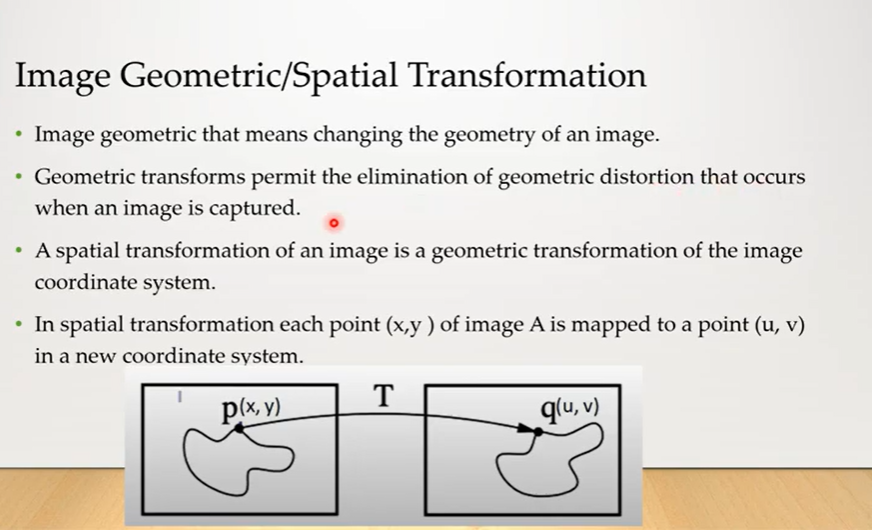 Image Geometric/Spatial Transformation
• Image geometric that means changing the geometry of an image.
• Geometric transforms permit the elimination of geometric distortion that occurs
when an image is captured.
• A spatial transformation of an image is a geometric transformation of the image
coordinate system.
• In spatial transformation each point (x,y ) of image A is mapped to a point (u, v)
in a new coordinate system.
p(x, y) T q(u, v)